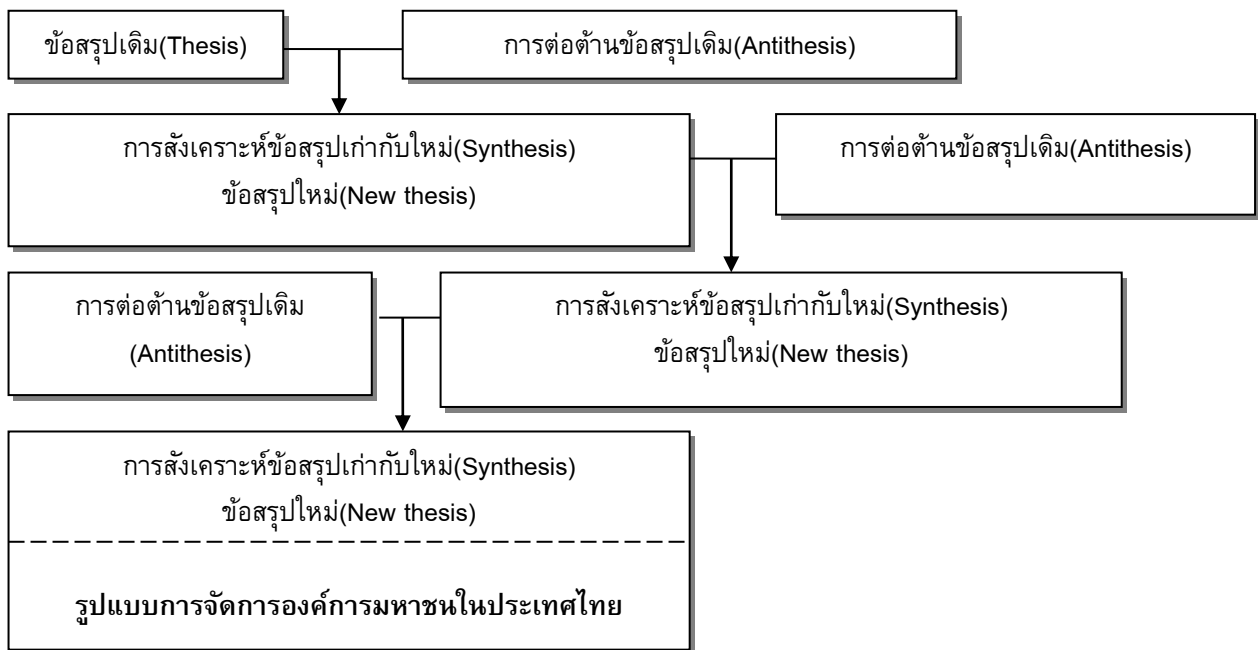 ข้อสรุปเดิม(Thesis)
การต่อต้านข้อสรุปเดิม(Antithesis)
การสังเคราะห์ข้อสรุปเก่ากับใหม่(Synthesis)
ข้อสรุปใหม่(New thesis)
การต่อต้านข้อสรุปเดิม(Antithesis)
การต่อต้านข้อสรุปเดิม
(Antithesis)
การสังเคราะห์ข้อสรุปเก่ากับใหม่(Synthesis)
ข้อสรุปใหม่(New thesis)
การสังเคราะห์ข้อสรุปเก่ากับใหม่(Synthesis)
ข้อสรุปใหม่(New thesis)
รูปแบบการจัดการองค์การมหาชนในประเทศไทย